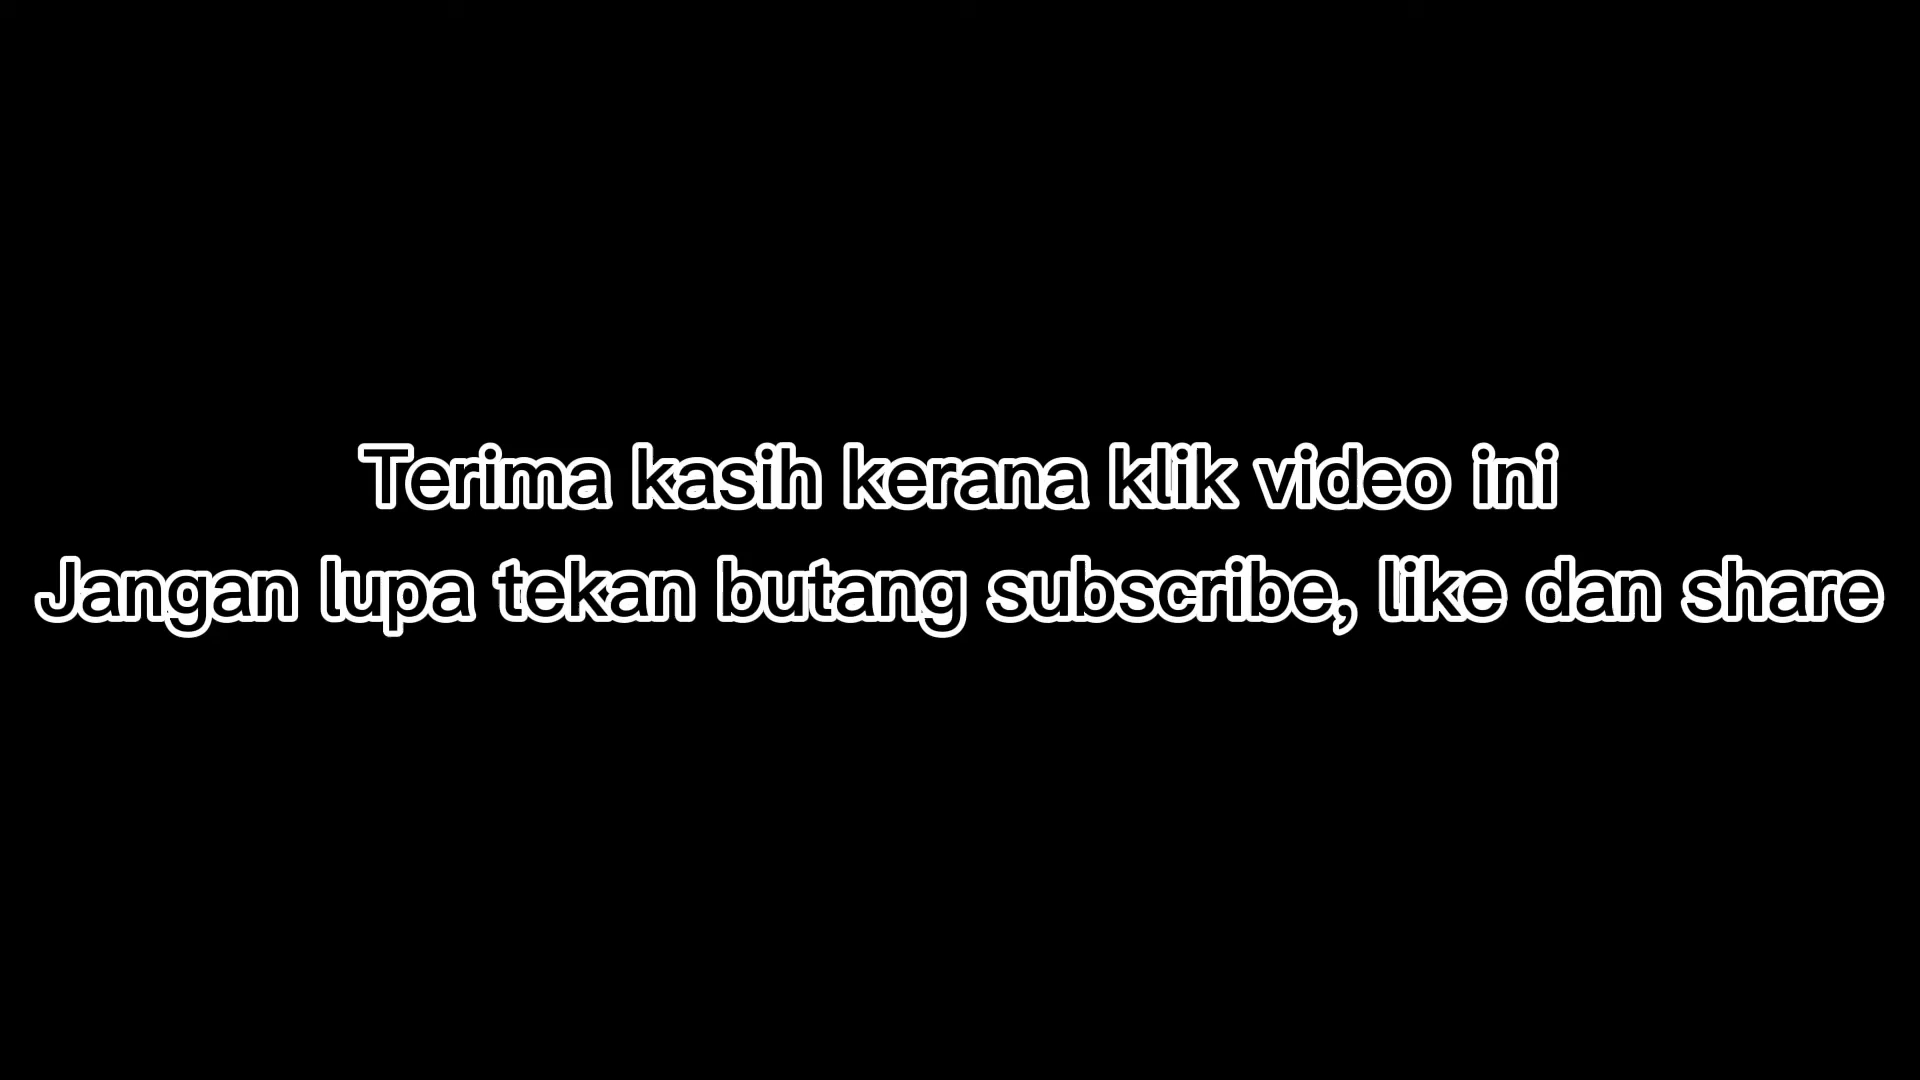 Terima kasih kerana klik video ini
Jangan lupa tekan butang subscribe, like dan share